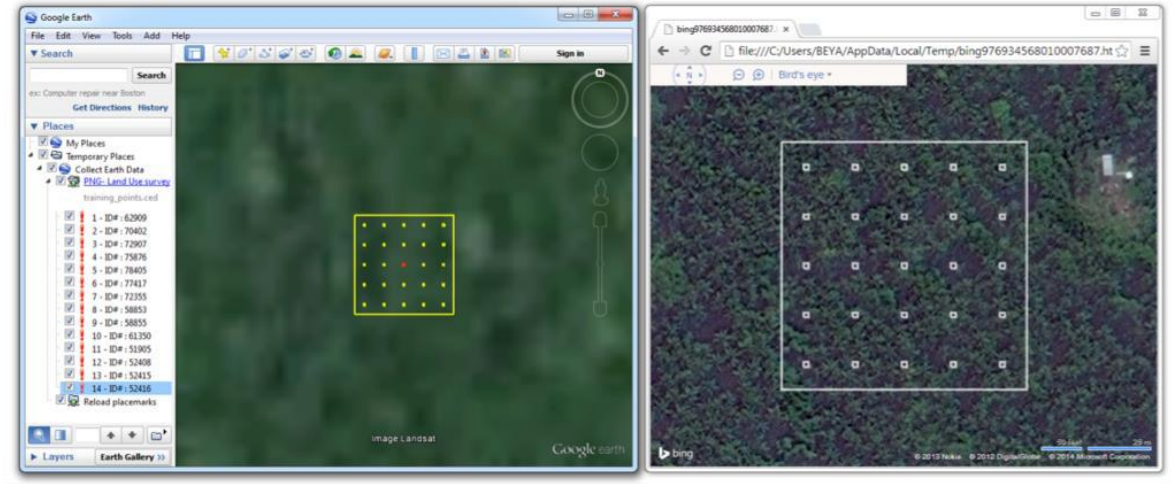 Google Earth
File Edit View Tools Add Help
Search
Sign in
Search
ex: Computer repair near Boston
Get Directions History
Places
My Places
Temporary Places
Collect Earth Data
PNG- Land Use survey
training_points.ced
1 - ID# : 62909
2 - ID# : 70402
3 - ID# : 72907
4 - ID# : 75876
5 - ID# : 78405
6 - ID# : 77417
7 - ID# : 72355
8 - ID# : 58853
9 - ID# : 58855
10 - ID# : 61350
11 - ID# : 51905
12 - ID# : 52408
13 - ID# : 52415
14 - ID# : 52416
Reload placemarks
Layers
Earth Gallery
N
Image Landsat
Google earth
bing976934568010007687.
file:///C:/Users/BEYA/AppData/Local/Temp/bing976934568010007687.ht
N
Bird's eye
25 m
bing
© 2013 Nokia © 2012 DigitalGlobe © 2014 Microsoft Corporation